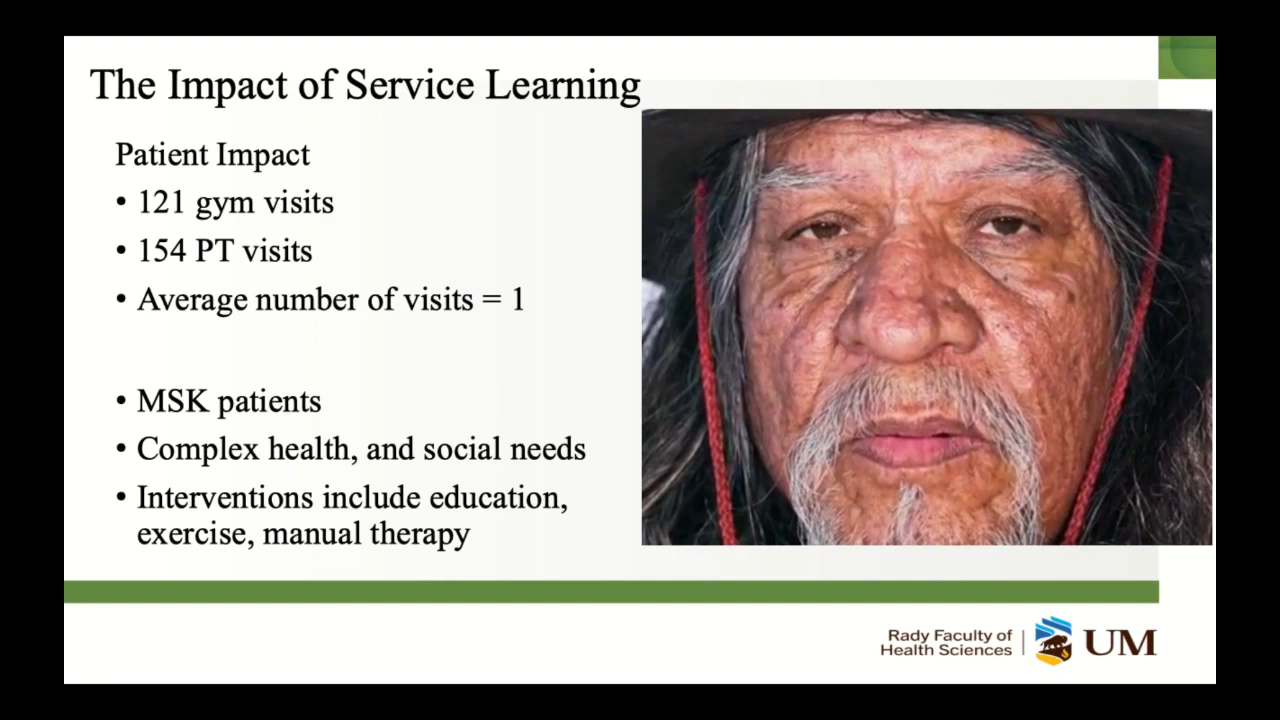 The Impact of Service Learning
Patient Impact
• 121 gym visits
• 154 PT visits
• Average number of visits = 1
• MSK patients
• Complex health, and social needs
• Interventions include education,
exercise, manual therapy
Rady Faculty of
Health Sciences
UM